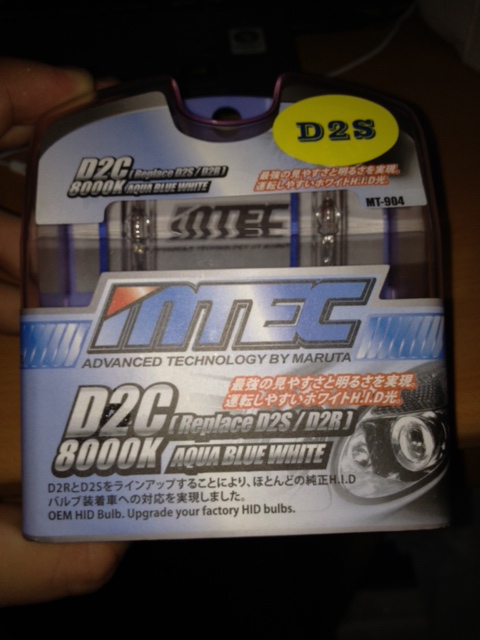 D2S
D2C [Replace D2S / D2R]
8000K AQUA BLUE WHITE
最強の見やすさと明るさを実現。
運転しやすいホワイトH.I.D光。
MT-904
MTEC
MTEC
ADVANCED TECHNOLOGY BY MARUTA
最強の見やすさと明るさを実現。
運転しやすいホワイトH.I.D光。
D2C [Replace D2S / D2R]
8000K AQUA BLUE WHITE
D2RとD2Sをラインアップすることにより、ほとんどの純正H.I.D
バルブ装着車への対応を実現しました。
OEM HID Bulb. Upgrade your factory HID bulbs.